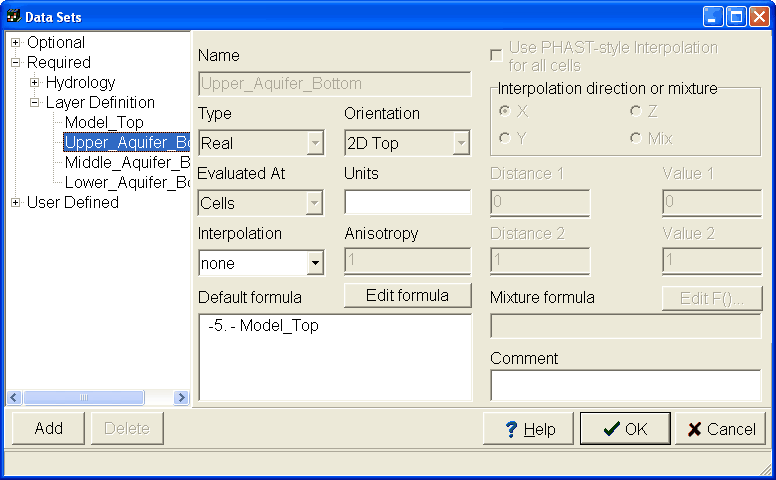 Data Sets
Optional
Required
Hydrology
Layer Definition
Model_Top
Upper_Aquifer_Bo
Middle_Aquifer_B
Lower_Aquifer_Bo
User Defined
Name
Upper_Aquifer_Bottom
Type
Orientation
Real
2D Top
Evaluated At
Units
Cells
Interpolation
Anisotropy
none
1
Default formula
Edit formula
-5. - Model_Top
Use PHAST-style Interpolation
for all cells
Interpolation direction or mixture
X
Z
Y
Mix
Distance 1
Value 1
0
0
Distance 2
Value 2
1
1
Mixture formula
Edit F()...
Comment
Add
Delete
? Help
OK
Cancel